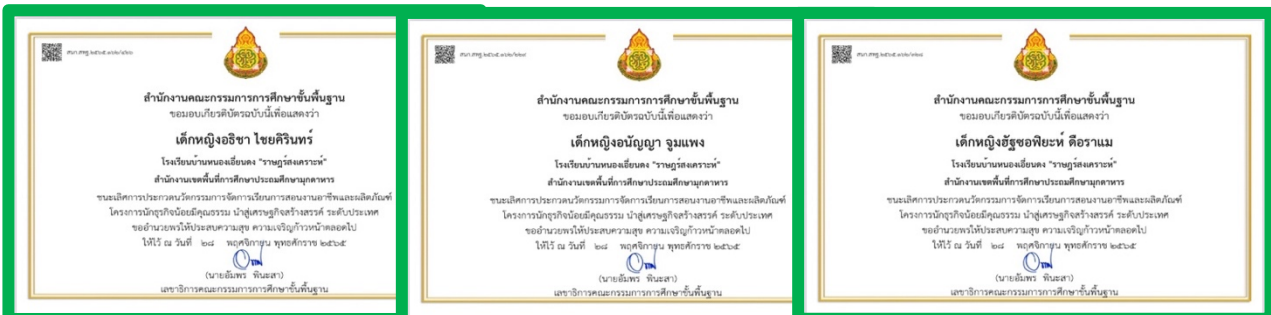 สำนักงานคณะกรรมการการศึกษาขั้นพื้นฐาน
ขอมอบเกียรติบัตรฉบับนี้เพื่อแสดงว่า
เด็กหญิงอธิชา ไชยคิรินทร์
โรงเรียนบ้านหนองเอี่ยนดง "ราษฎร์สงเคราะห์"
สำนักงานเขตพื้นที่การศึกษาประถมศึกษามุกดาหาร
ชนะเลิศการประกวดนวัตกรรมการจัดการเรียนการสอนงานอาชีพและผลิตภัณฑ์
โครงการนักธุรกิจน้อยมีคุณธรรม นำสู่เศรษฐกิจสร้างสรรค์ ระดับประเทศ
ขออำนวยพรให้ประสบความสุข ความเจริญก้าวหน้าตลอดไป
ให้ไว้ ณ วันที่ ๒๘ พฤศจิกายน พุทธศักราช ๒๕๖๕
(นายอัมพร พินะสา)
เลขาธิการคณะกรรมการการศึกษาขั้นพื้นฐาน
สำนักงานคณะกรรมการการศึกษาขั้นพื้นฐาน
ขอมอบเกียรติบัตรฉบับนี้เพื่อแสดงว่า
เด็กหญิงอนัญญา จูมแพง
โรงเรียนบ้านหนองเอี่ยนดง "ราษฎร์สงเคราะห์"
สำนักงานเขตพื้นที่การศึกษาประถมศึกษามุกดาหาร
ชนะเลิศการประกวดนวัตกรรมการจัดการเรียนการสอนงานอาชีพและผลิตภัณฑ์
โครงการนักธุรกิจน้อยมีคุณธรรม นำสู่เศรษฐกิจสร้างสรรค์ ระดับประเทศ
ขออำนวยพรให้ประสบความสุข ความเจริญก้าวหน้าตลอดไป
ให้ไว้ ณ วันที่ ๒๘ พฤศจิกายน พุทธศักราช ๒๕๖๕
(นายอัมพร พินะสา)
เลขาธิการคณะกรรมการการศึกษาขั้นพื้นฐาน
สำนักงานคณะกรรมการการศึกษาขั้นพื้นฐาน
ขอมอบเกียรติบัตรฉบับนี้เพื่อแสดงว่า
เด็กหญิงฮัฐซอฟิยะห์ ดือราแม
โรงเรียนบ้านหนองเอี่ยนดง "ราษฎร์สงเคราะห์"
สำนักงานเขตพื้นที่การศึกษาประถมศึกษามุกดาหาร
ชนะเลิศการประกวดนวัตกรรมการจัดการเรียนการสอนงานอาชีพและผลิตภัณฑ์
โครงการนักธุรกิจน้อยมีคุณธรรม นำสู่เศรษฐกิจสร้างสรรค์ ระดับประเทศ
ขออำนวยพรให้ประสบความสุข ความเจริญก้าวหน้าตลอดไป
ให้ไว้ ณ วันที่ ๒๘ พฤศจิกายน พุทธศักราช ๒๕๖๕
(นายอัมพร พินะสา)
เลขาธิการคณะกรรมการการศึกษาขั้นพื้นฐาน